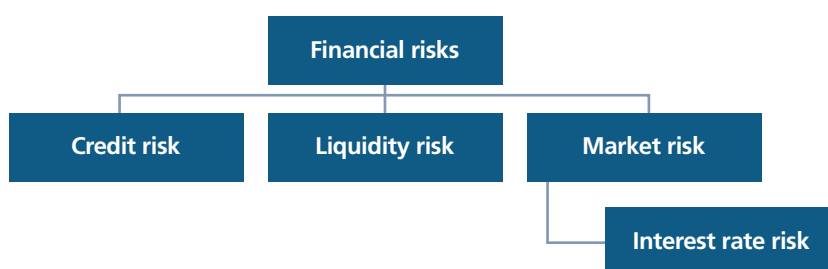 Financial risks
Credit risk
Liquidity risk
Market risk
Interest rate risk